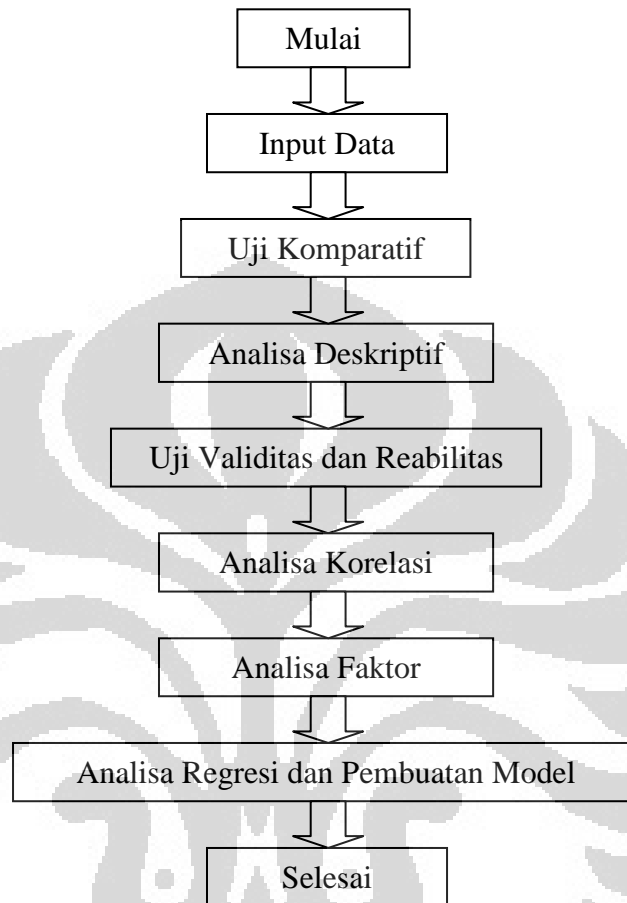 Mulai
Input Data
Uji Komparatif
Analisa Deskriptif
Uji Validitas dan Reabilitas
Analisa Korelasi
Analisa Faktor
Analisa Regresi dan Pembuatan Model
Selesai